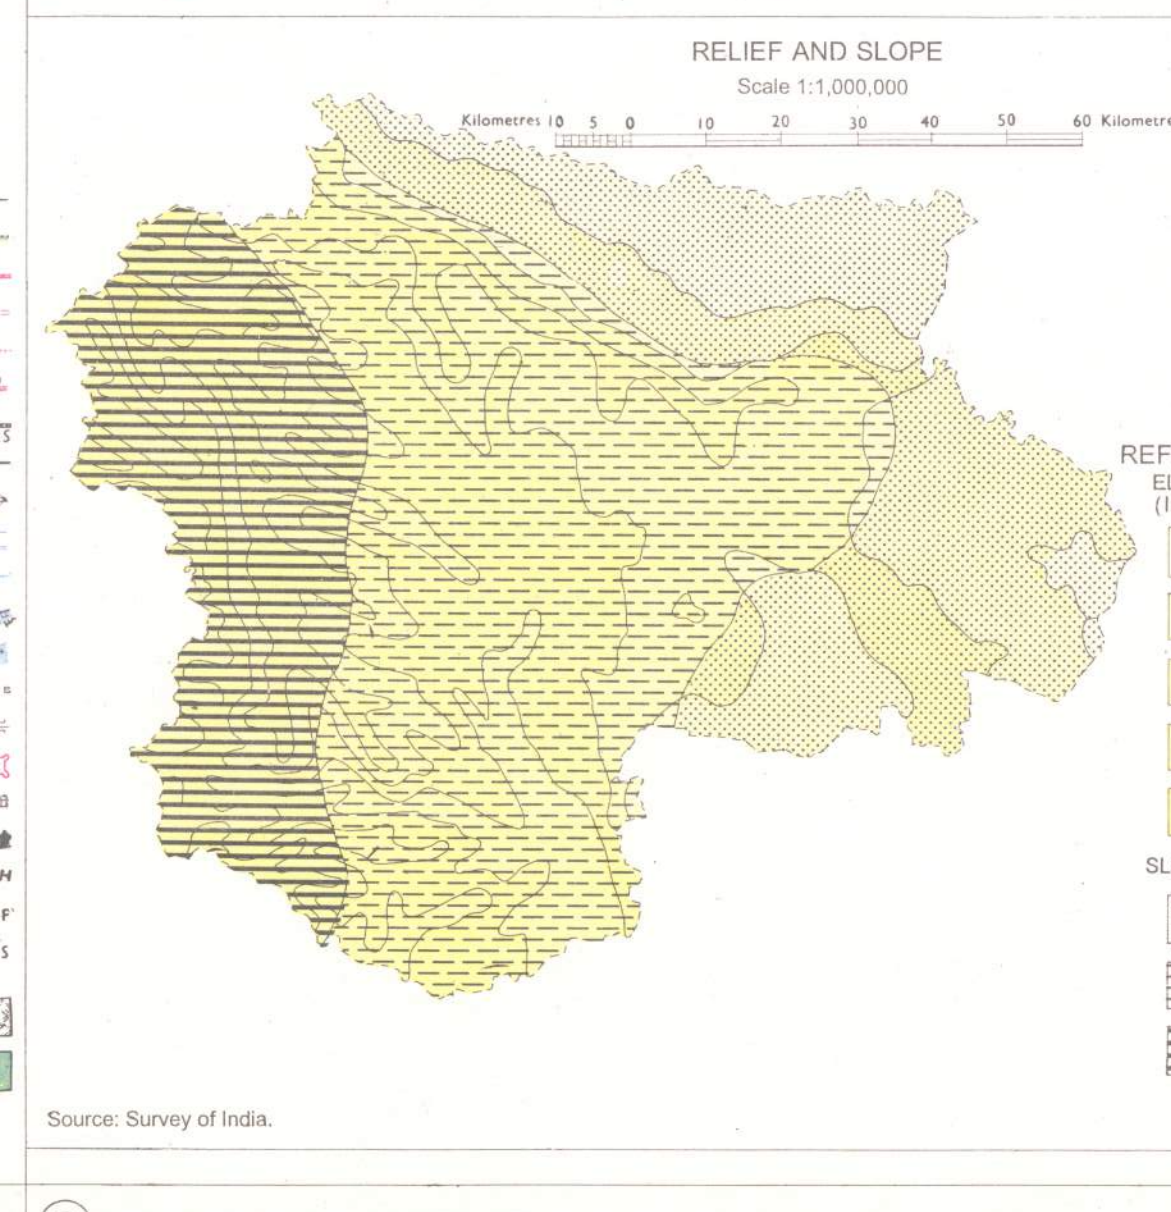 RELIEF AND SLOPE
Scale 1:1,000,000
Kilometres 10 5 0 10 20 30 40 50 60 Kilometre
REF
EL
(I
SL
S
H
F
S
Source: Survey of India.